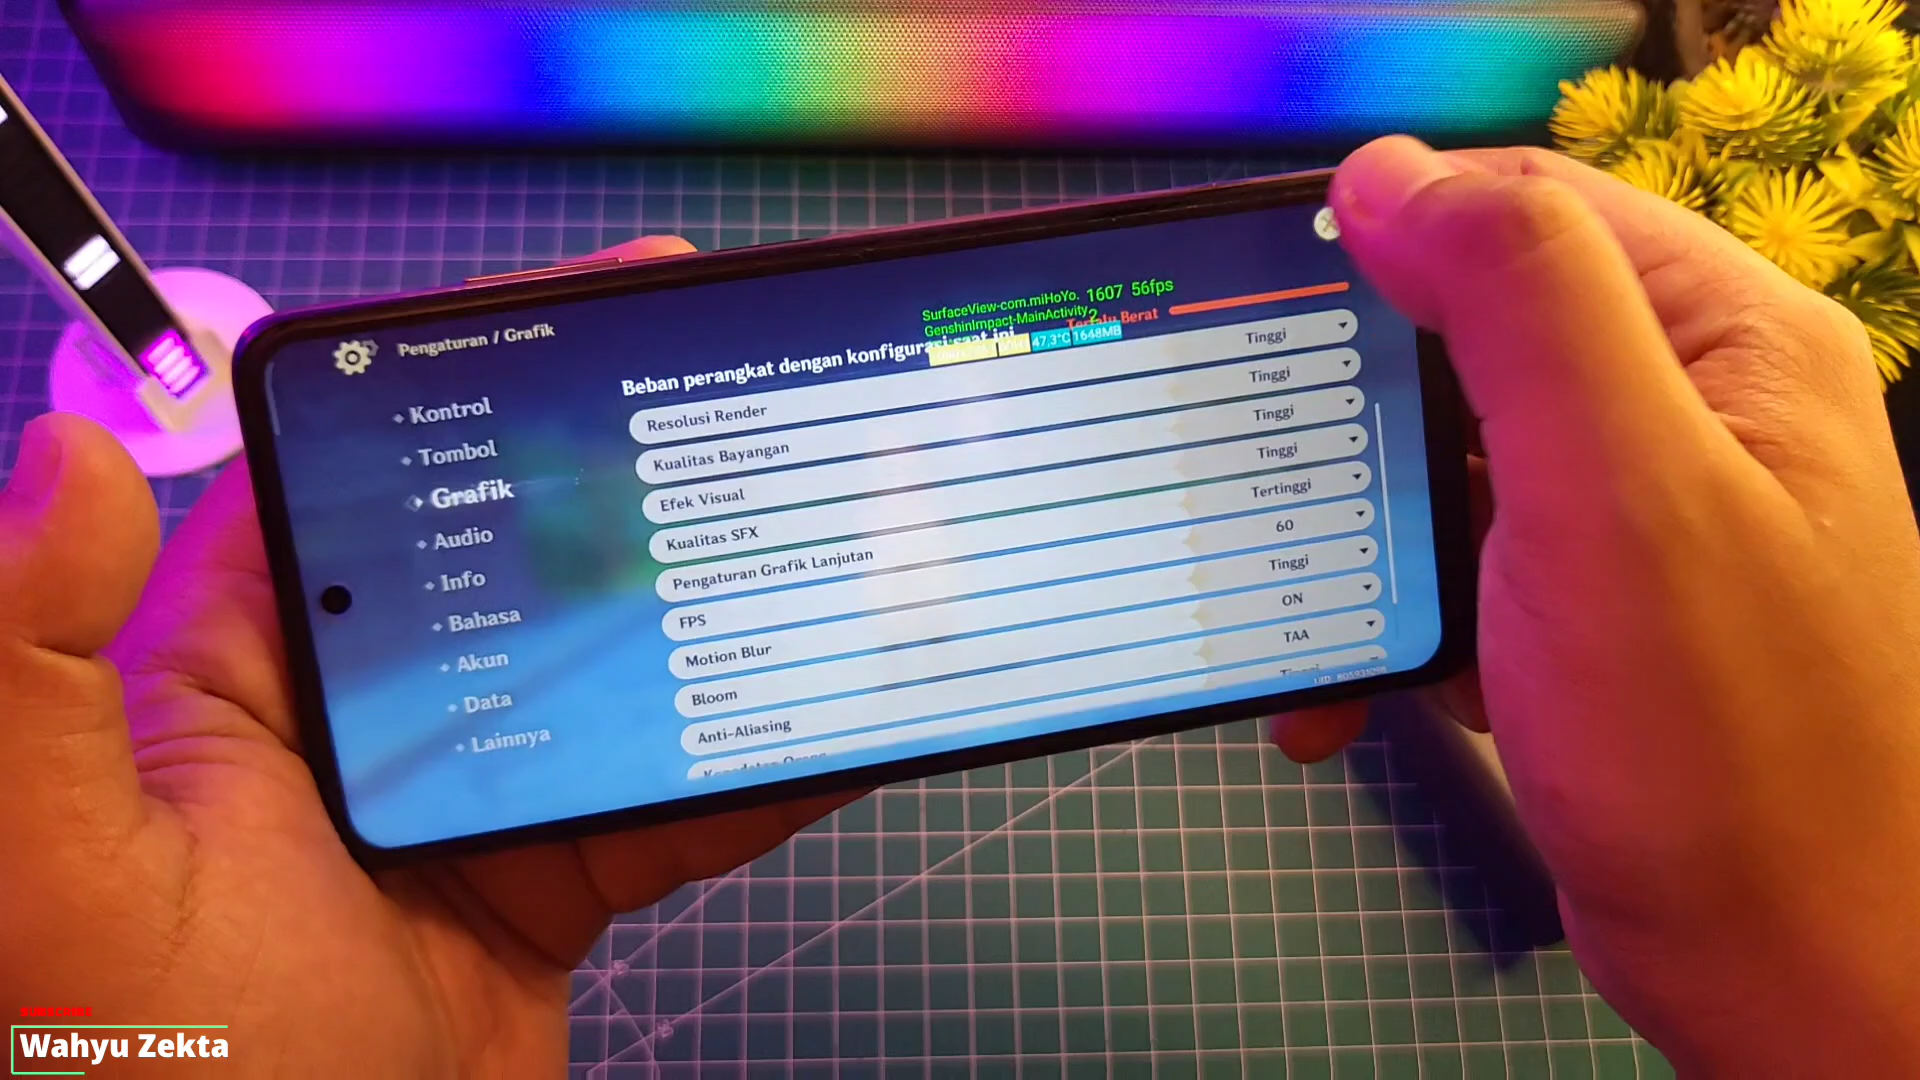 Pengaturan / Grafik
SurfaceView-com.miHoYo. 1607 56fps
GenshinImpact-MainActivity
47,3°C 1648MB
Terlalu Berat
Beban perangkat dengan konfigurasi saat ini
Kontrol
Tombol
Grafik
Audio
Info
Bahasa
Akun
Data
Lainnya
Resolusi Render Tinggi
Kualitas Bayangan Tinggi
Efek Visual Tinggi
Kualitas SFX Tinggi
Pengaturan Grafik Lanjutan Tertinggi
FPS 60
Motion Blur Tinggi
Bloom ON
Anti-Aliasing TAA
Tinggi
SUBSCRIBE
Wahyu Zekta